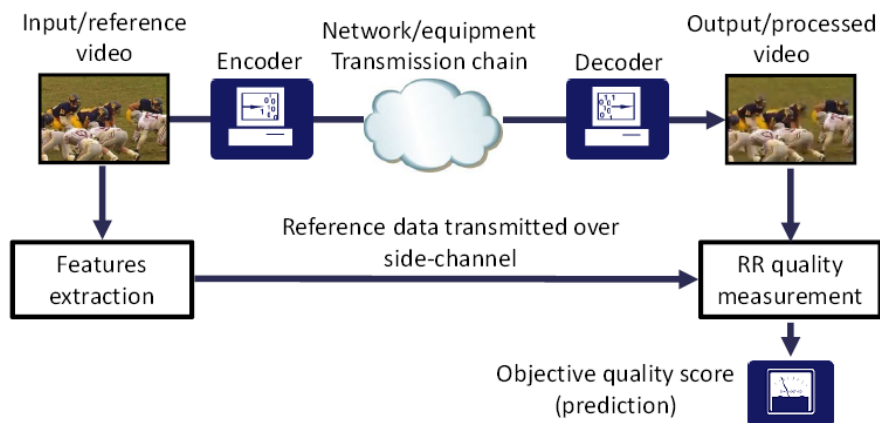 Input/reference
video
Encoder
Network/equipment
Transmission chain
Decoder
Output/processed
video
Features
extraction
Reference data transmitted over
side-channel
RR quality
measurement
Objective quality score
(prediction)